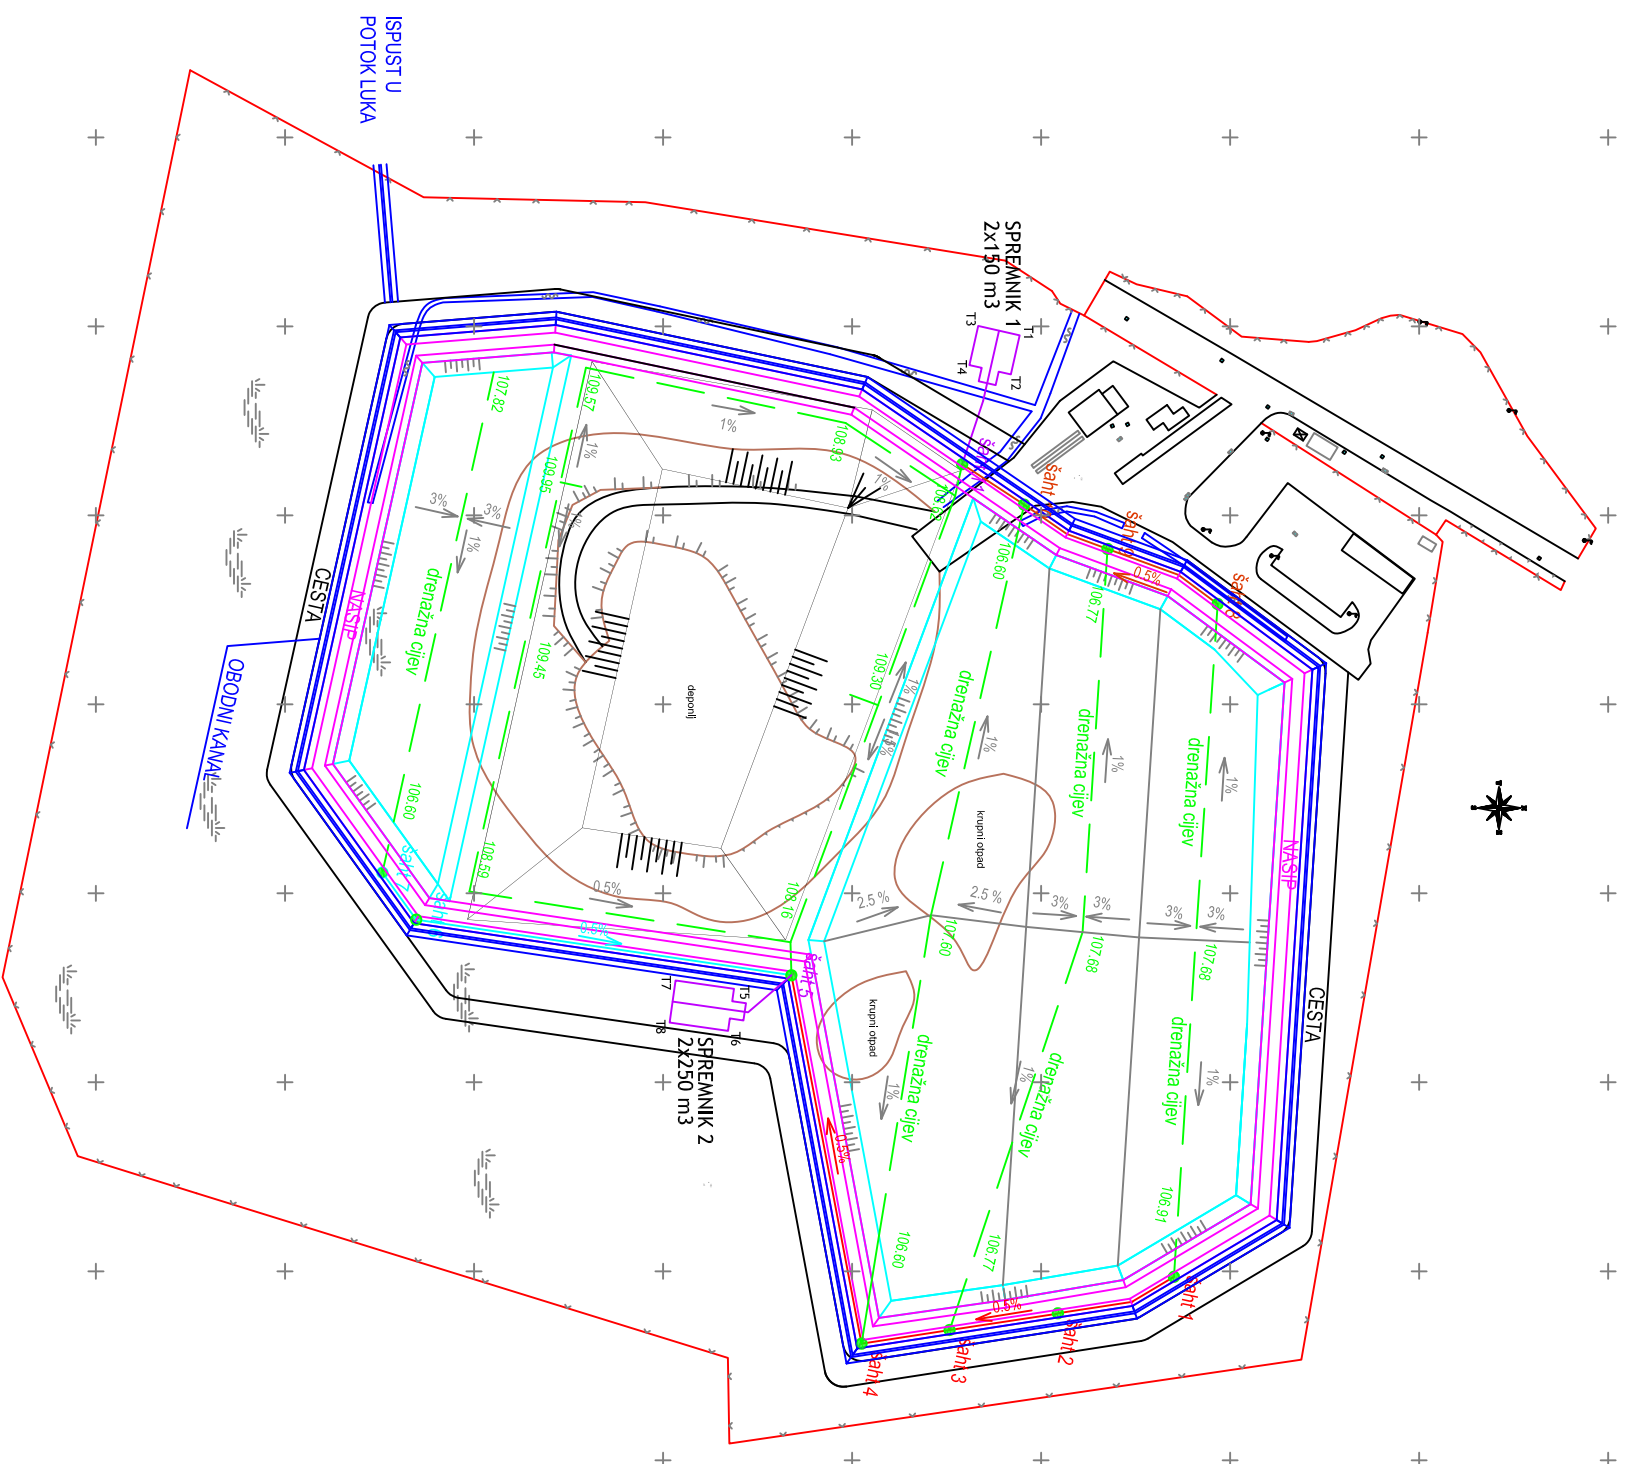 ISPUST U
POTOK LUKA
SPREMNIK 1
2x150 m3
T1
T2
T3
T4
107.82
109.57
1%
108.93
1%
1%
109.95
3%
3%
1%
1%
drenažna cijev
CESTA
NASIP
OBODNI KANAL
106.60
109.45
deponij
109.30
1%
106.60
106.77
0.5%
drenažna cijev
drenažna cijev
drenažna cijev
1%
1%
1%
NASIP
CESTA
krupni otpad
krupni otpad
2.5 %
2.5 %
3%
3%
3%
3%
107.60
107.68
107.68
108.59
0.5%
108.16
0.5%
šaht 5
T5
T6
T7
T8
SPREMNIK 2
2x250 m3
drenažna cijev
drenažna cijev
drenažna cijev
1%
1%
1%
0.5%
106.60
106.77
106.91
0.5%
šaht 1
šaht 2
šaht 3
šaht 4